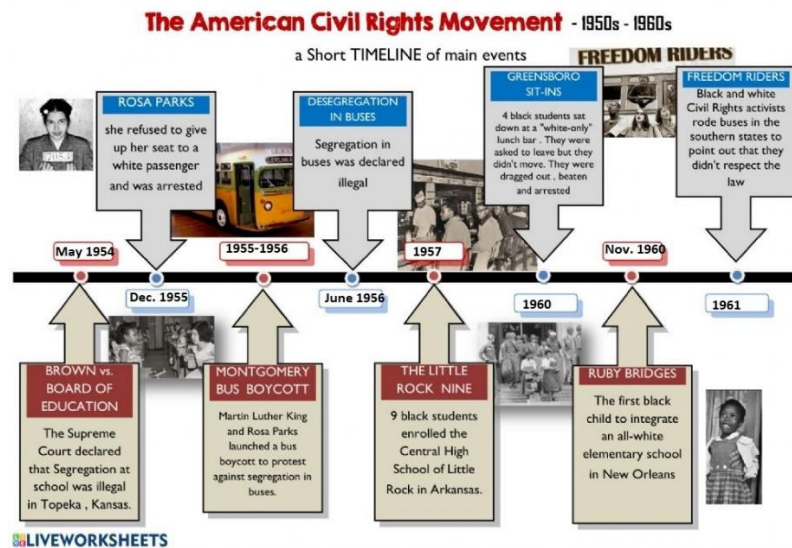 The American Civil Rights Movement - 1950s - 1960s
a Short TIMELINE of main events
ROSA PARKS
she refused to give
up her seat to a
white passenger
and was arrested
DESEGREGATION
IN BUSES
Segregation in
buses was declared
illegal
GREENSBORO
SIT-INS
4 black students sat
down at a "white-only"
lunch bar . They were
asked to leave but they
didn't move. They were
dragged out , beaten
and arrested
FREEDOM RIDERS
FREEDOM RIDERS
Black and white
Civil Rights activists
rode buses in the
southern states to
point out that they
didn't respect the
law
May 1954
Dec. 1955
1955-1956
June 1956
1957
1960
Nov. 1960
1961
BROWN vs.
BOARD OF
EDUCATION
The Supreme
Court declared
that Segregation at
school was illegal
in Topeka , Kansas.
MONTGOMERY
BUS BOYCOTT
Martin Luther King
and Rosa Parks
launched a bus
boycott to protest
against segregation in
buses.
THE LITTLE
ROCK NINE
9 black students
enrolled the
Central High
School of Little
Rock in Arkansas.
RUBY BRIDGES
The first black
child to integrate
an all-white
elementary school
in New Orleans
LIVEWORKSHEETS